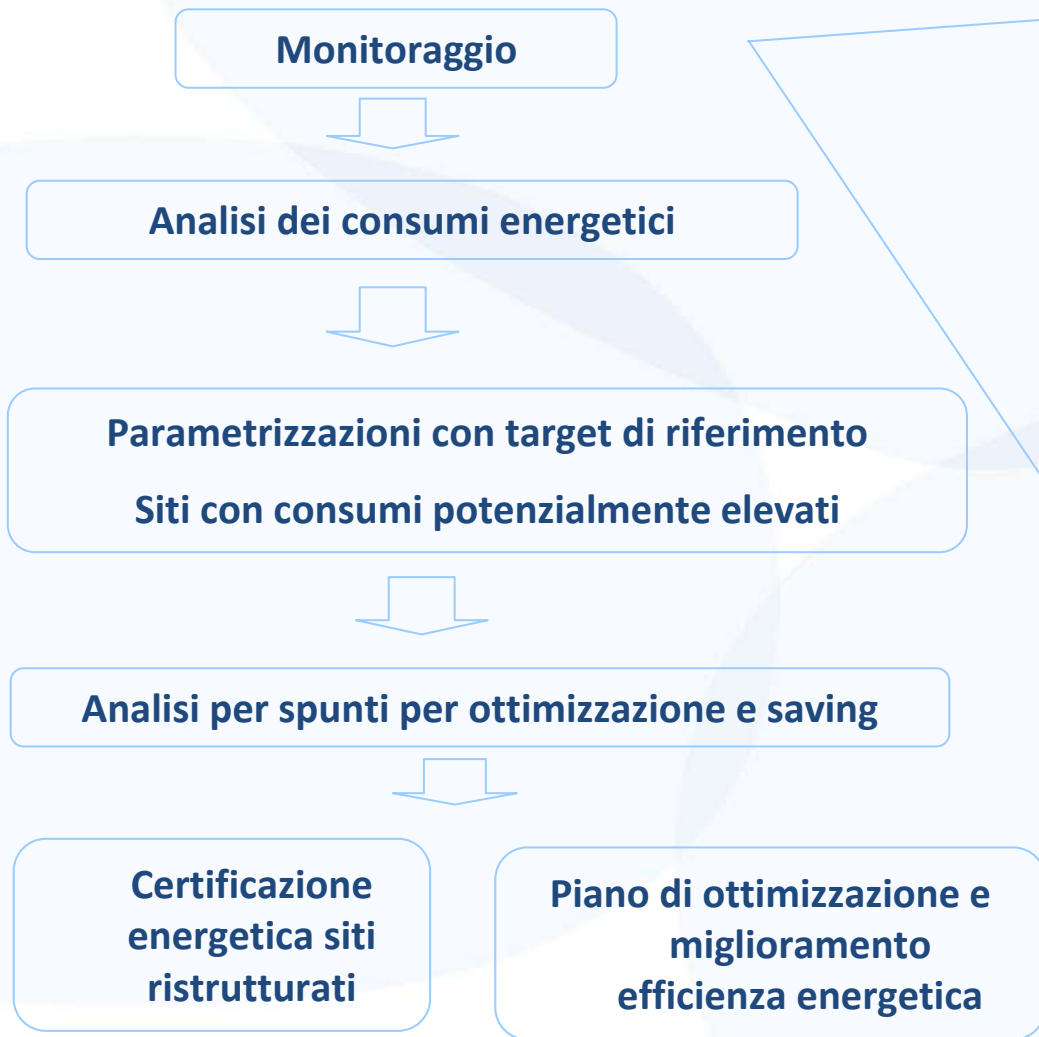 Monitoraggio
Analisi dei consumi energetici
Parametrizzazioni con target di riferimento
Siti con consumi potenzialmente elevati
Analisi per spunti per ottimizzazione e saving
Certificazione
energetica siti
ristrutturati
Piano di ottimizzazione e
miglioramento
efficienza energetica